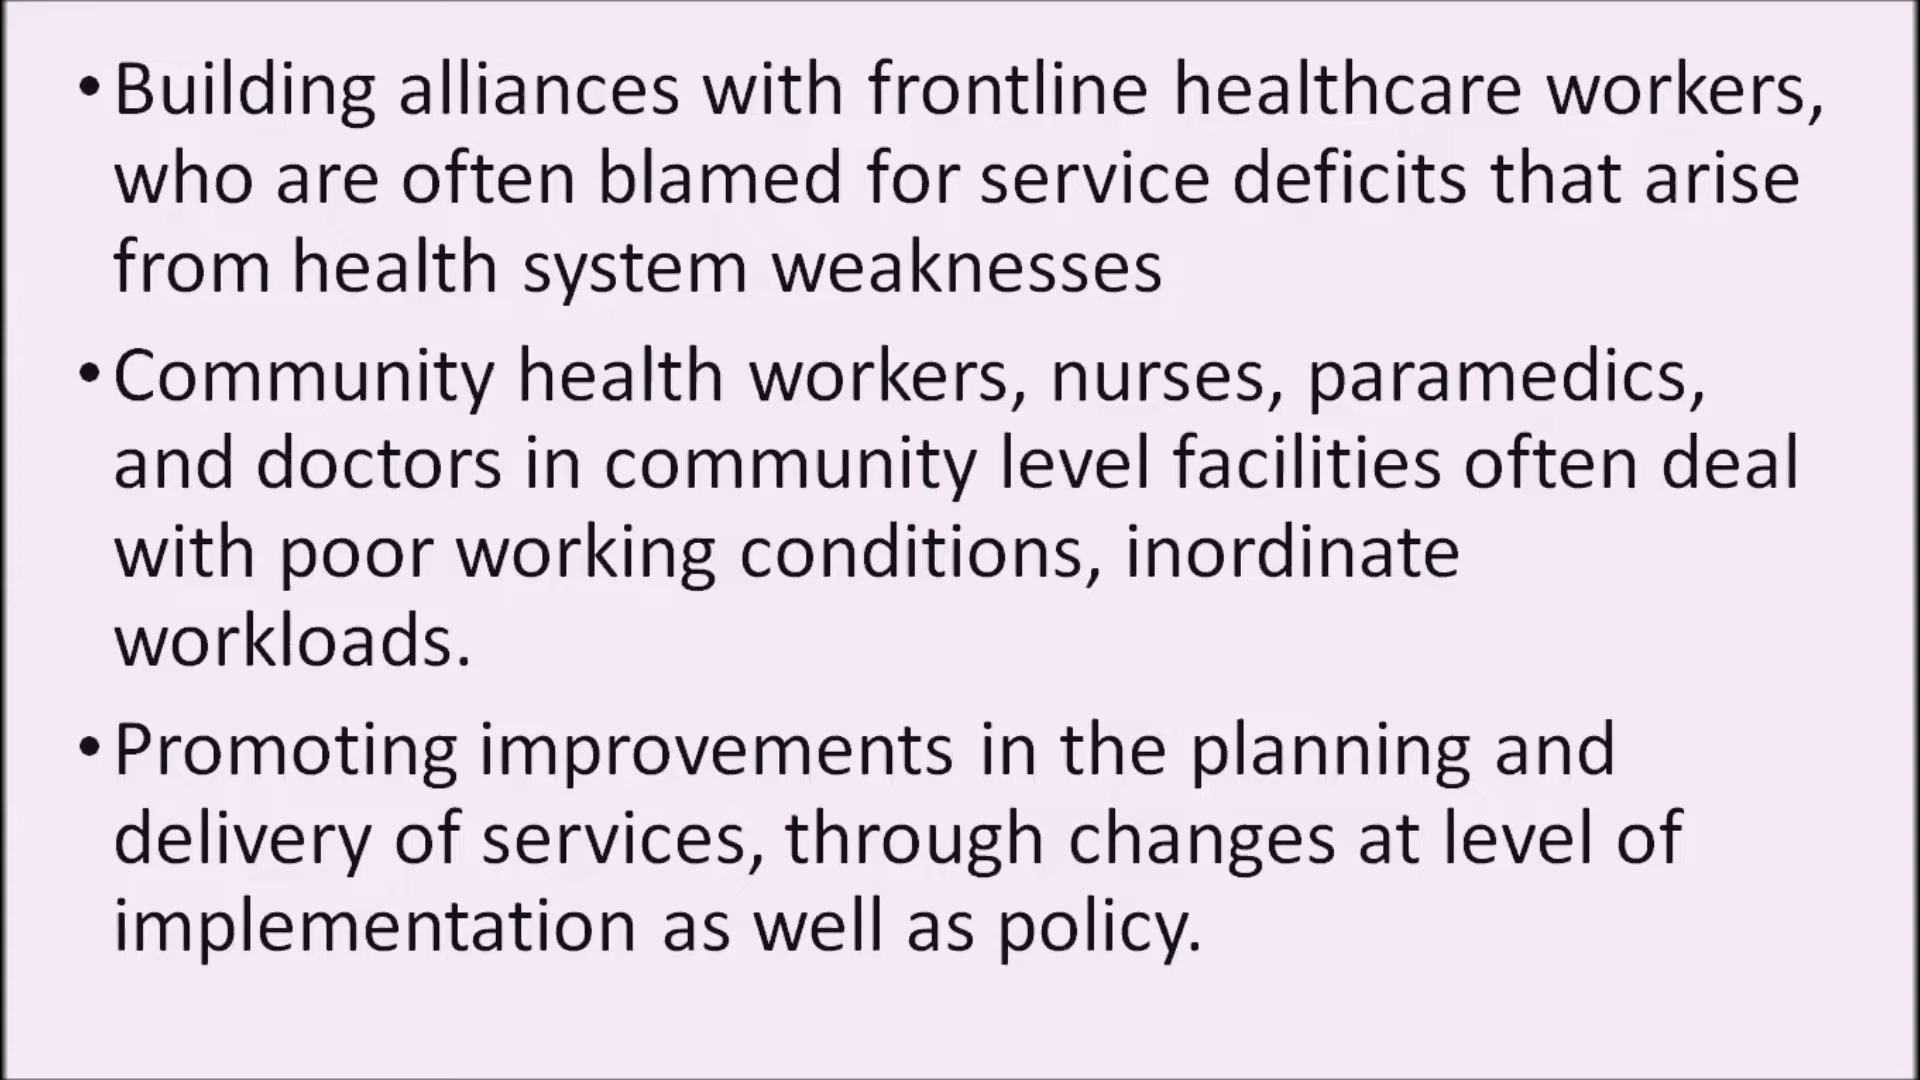 •Building alliances with frontline healthcare workers,
who are often blamed for service deficits that arise
from health system weaknesses
•Community health workers, nurses, paramedics,
and doctors in community level facilities often deal
with poor working conditions, inordinate
workloads.
•Promoting improvements in the planning and
delivery of services, through changes at level of
implementation as well as policy.